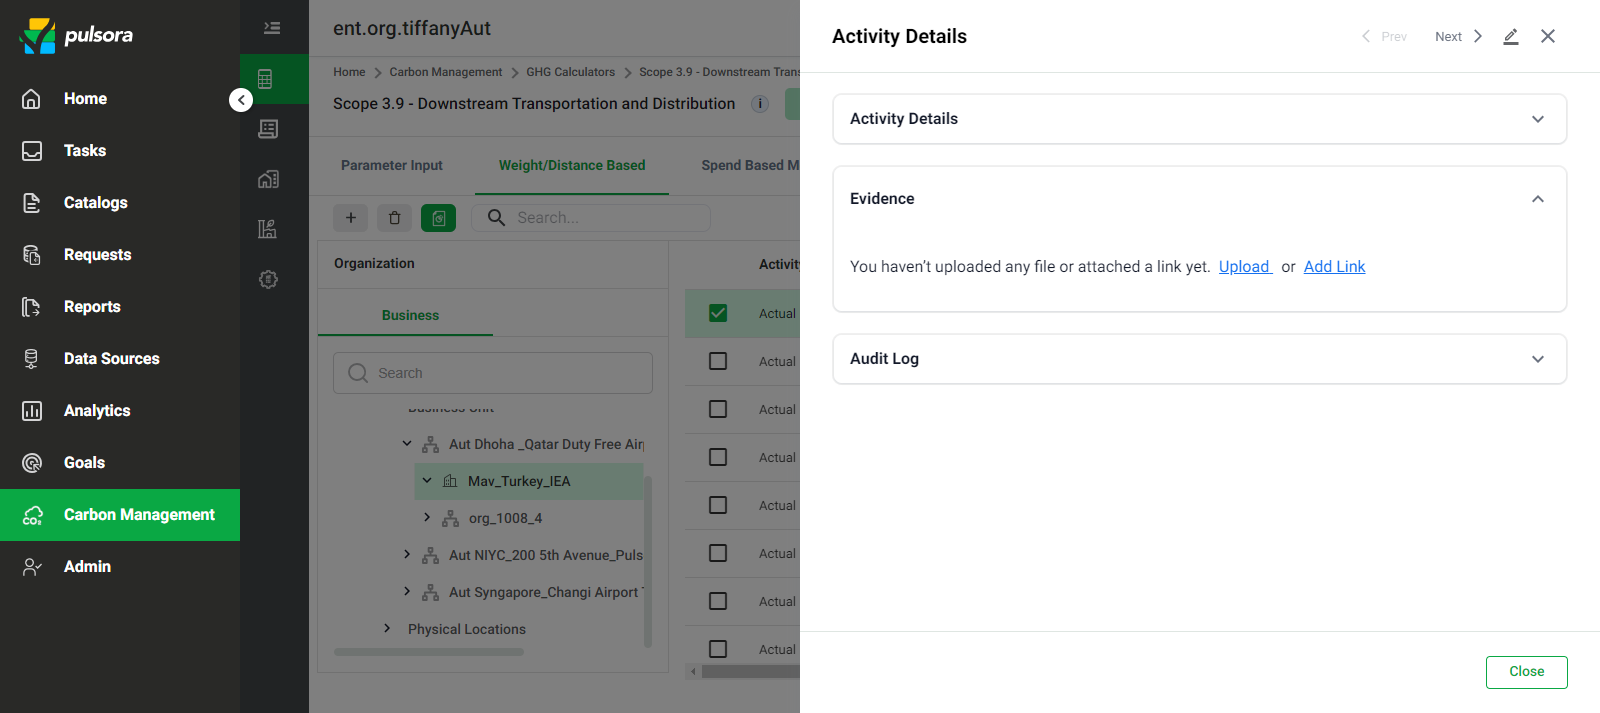 pulsora
Home
Tasks
Catalogs
Requests
Reports
Data Sources
Analytics
Goals
Carbon Management
Admin
ent.org.tiffanyAut
Home > Carbon Management > GHG Calculators > Scope 3.9 - Downstream Trans
Scope 3.9 - Downstream Transportation and Distribution i
Parameter Input Weight/Distance Based Spend Based M
Search...
Organization
Business
Search
Business Unit
Aut Dhoha _Qatar Duty Free Air
Mav_Turkey_IEA
org_1008_4
Aut NIYC_200 5th Avenue_Puls
Aut Syngapore_Changi Airport T
Physical Locations
Activity
Actual
Actual
Actual
Actual
Actual
Actual
Actual
Actual
Activity Details
Prev Next
Activity Details
Evidence
You haven't uploaded any file or attached a link yet. Upload or Add Link
Audit Log
Close